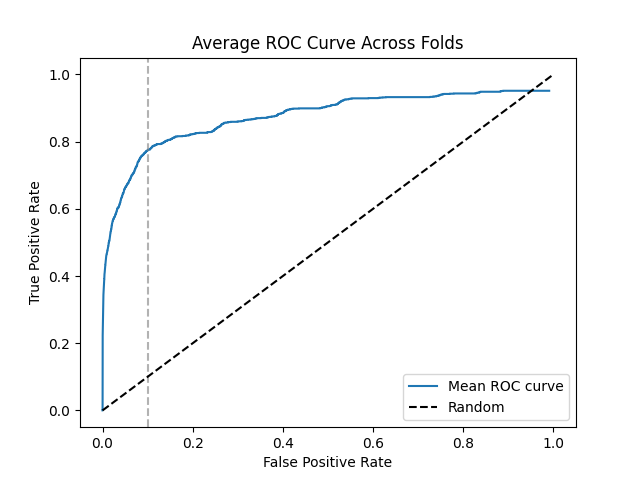 Average ROC Curve Across Folds
1.0
0.8
0.6
0.4
0.2
0.0
True Positive Rate
0.0 0.2 0.4 0.6 0.8 1.0
False Positive Rate
Mean ROC curve
Random